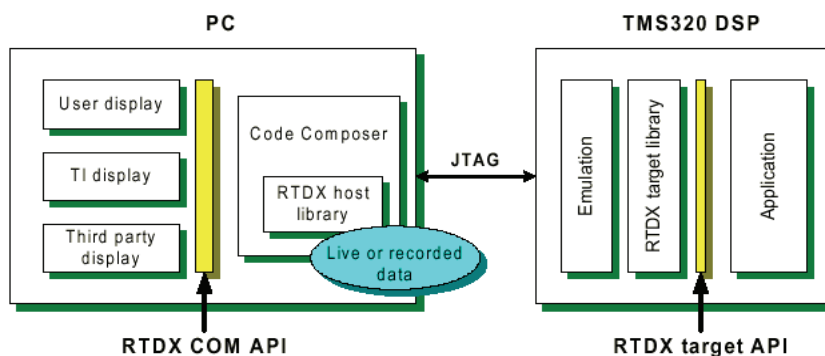 PC
TMS320 DSP
User display
TI display
Third party
display
Code Composer
RTDX host
library
Live or recorded
data
JTAG
Emulation
RTDX target library
Application
RTDX COM API
RTDX target API